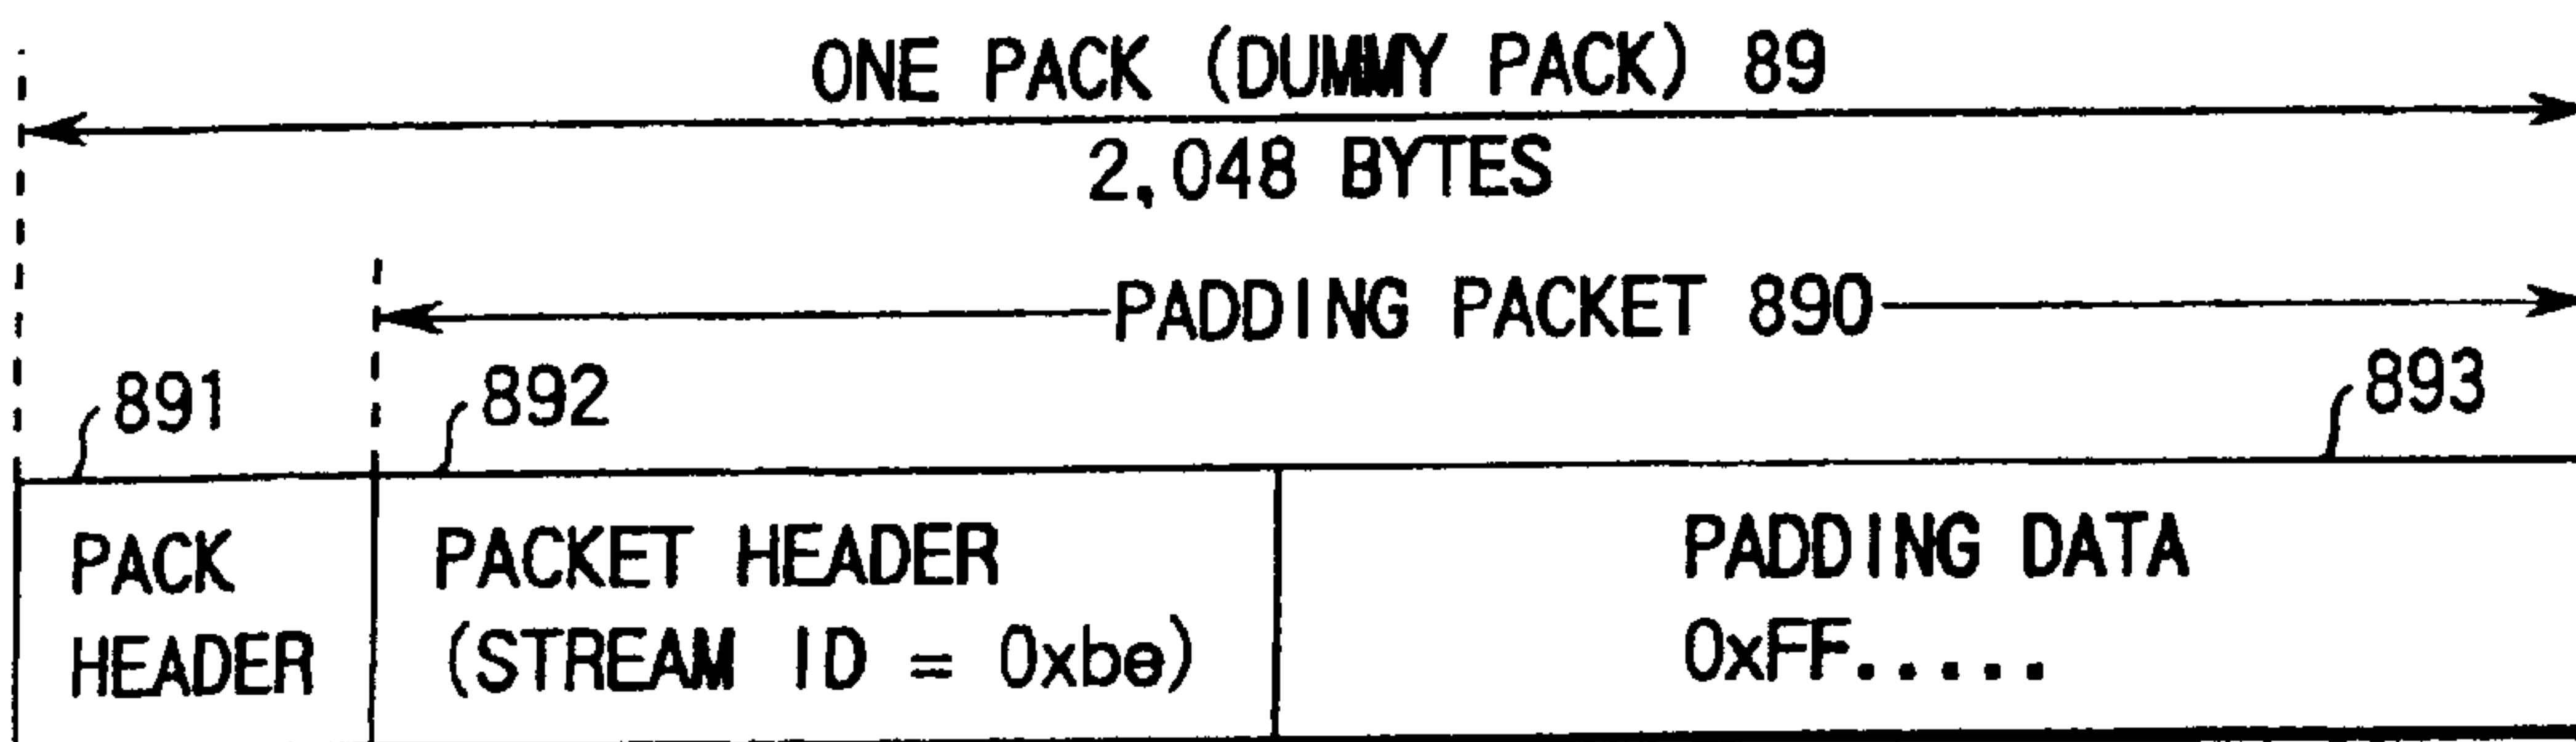 ONE PACK (DUMMY PACK) 89
2,048 BYTES
PADDING PACKET 890
891
892
893
PACK
HEADER
PACKET HEADER
(STREAM ID = 0xbe)
PADDING DATA
0xFF.....